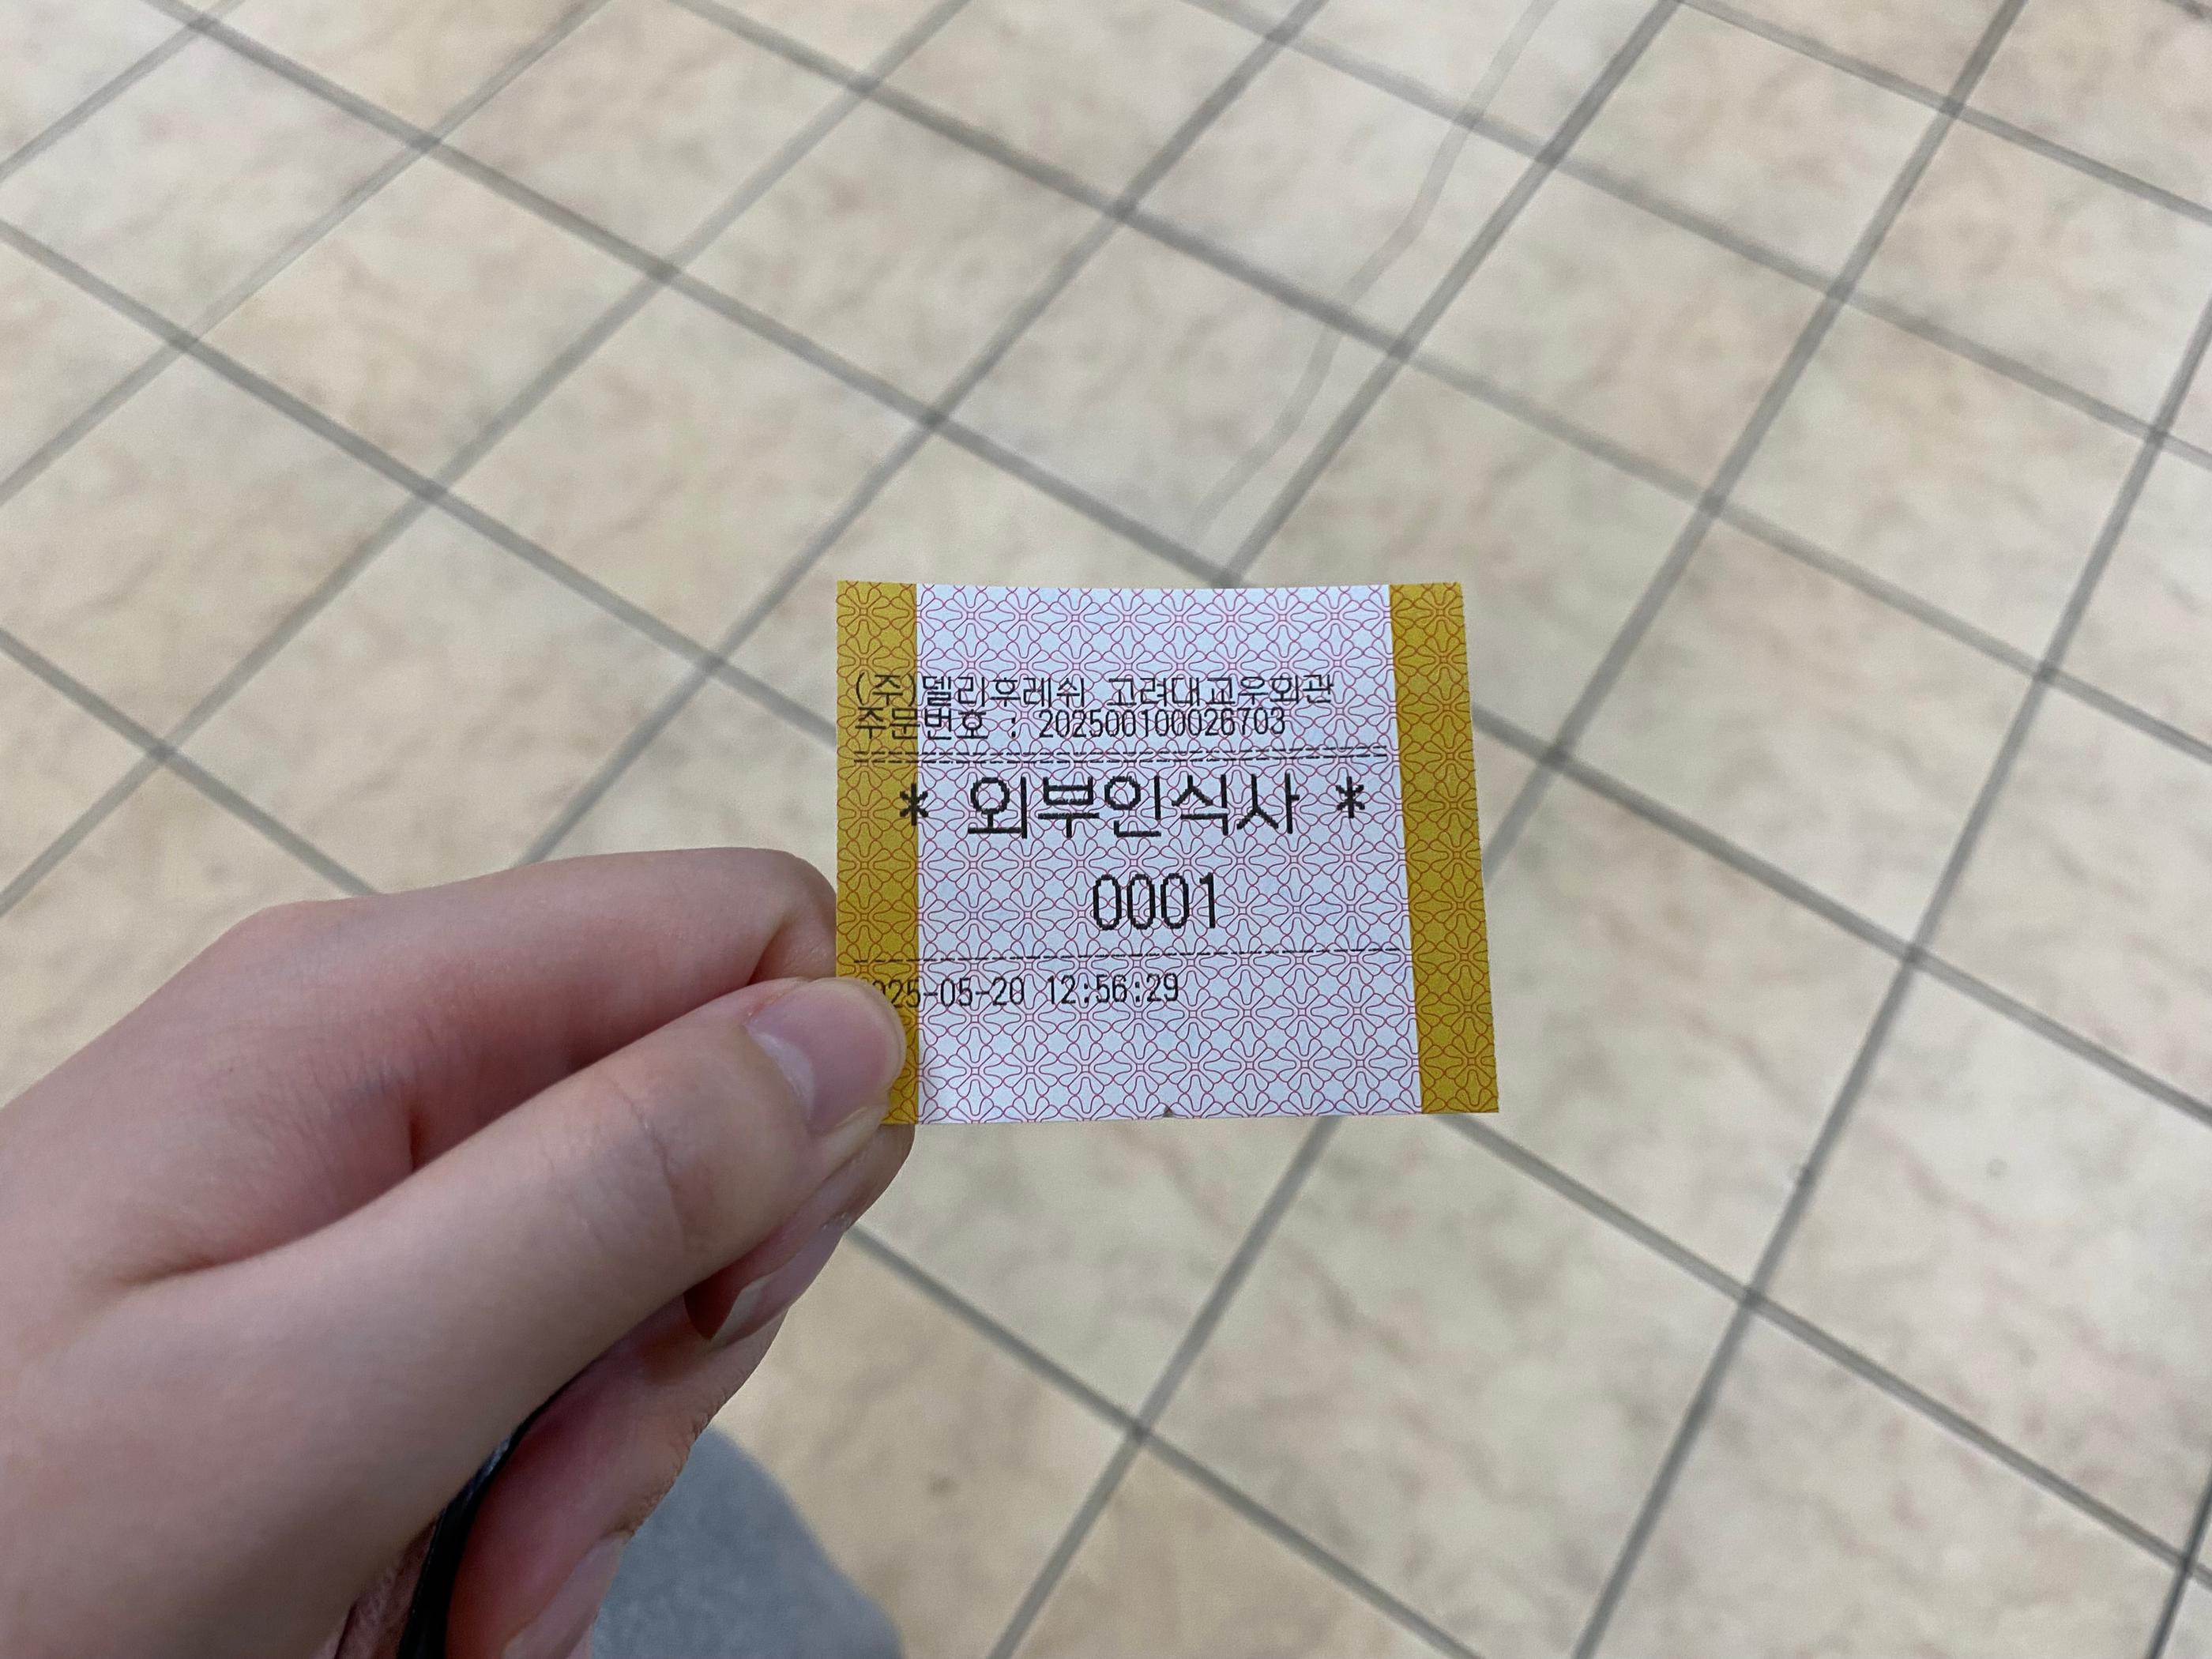 (주)델리후레쉬 고려대교우회관
주문번호 : 202500100026703
* 외부인식사 *
0001
025-05-20 12:56:29